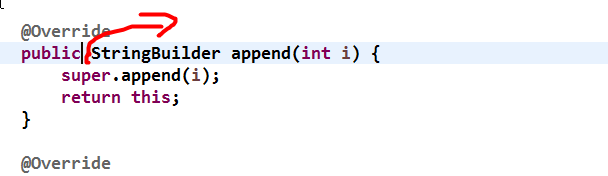 @Override
public StringBuilder append(int i) {
    super.append(i);
    return this;
}
@Override